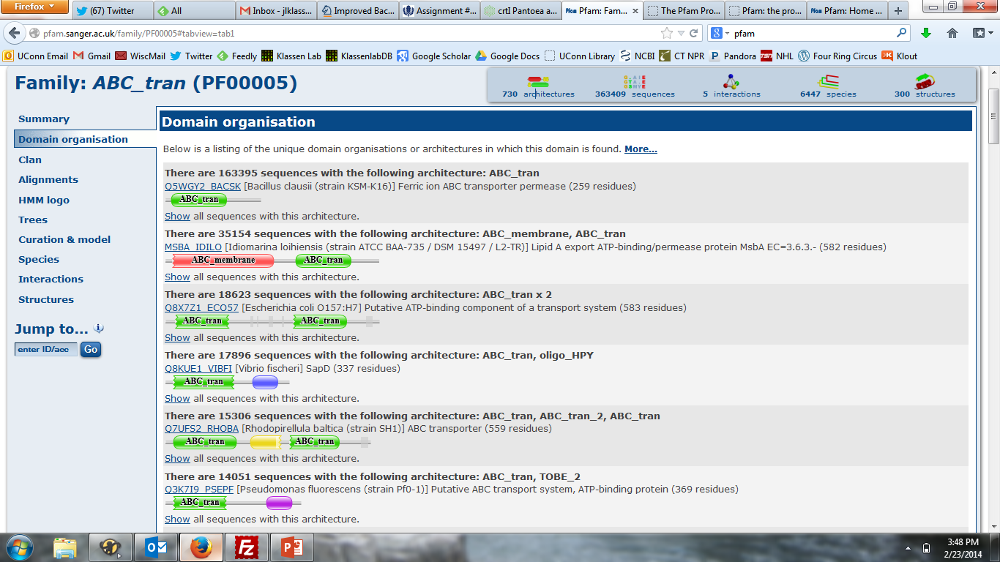 Firefox
(67) Twitter
All
Inbox - jlklass...
Improved Bac...
Assignment #...
crtI Pantoea a...
Pfam: Fam...
The Pfam Pro...
Pfam: the pro...
Pfam: Home ...
pfam.sanger.ac.uk/family/PF00005#tabview=tab1
pfam
UConn Email Gmail WiscMail Twitter Feedly Klassen Lab KlassenlabDB Google Scholar Google Docs UConn Library NCBI CT NPR Pandora NHL Four Ring Circus Klout
Family: ABC_tran (PF00005)
730 architectures 363409 sequences 5 interactions 6447 species 300 structures
Summary
Domain organisation
Clan
Alignments
HMM logo
Trees
Curation & model
Species
Interactions
Structures
Jump to...
enter ID/acc Go
Domain organisation
Below is a listing of the unique domain organisations or architectures in which this domain is found. More...
There are 163395 sequences with the following architecture: ABC_tran
Q5WGY2_BACSK [Bacillus clausii (strain KSM-K16)] Ferric ion ABC transporter permease (259 residues)
ABC_tran
Show all sequences with this architecture.
There are 35154 sequences with the following architecture: ABC_membrane, ABC_tran
MSBA_IDILO [Idiomarina loihiensis (strain ATCC BAA-735 / DSM 15497 / L2-TR)] Lipid A export ATP-binding/permease protein MsbA EC=3.6.3.- (582 residues)
ABC_membrane ABC_tran
Show all sequences with this architecture.
There are 18623 sequences with the following architecture: ABC_tran x 2
Q8X7Z1_ECO57 [Escherichia coli O157:H7] Putative ATP-binding component of a transport system (583 residues)
ABC_tran ABC_tran
Show all sequences with this architecture.
There are 17896 sequences with the following architecture: ABC_tran, oligo_HPY
Q8KUE1_VIBFI [Vibrio fischeri] SapD (337 residues)
ABC_tran
Show all sequences with this architecture.
There are 15306 sequences with the following architecture: ABC_tran, ABC_tran_2, ABC_tran
Q7UFS2_RHOBA [Rhodopirellula baltica (strain SH1)] ABC transporter (559 residues)
ABC_tran ABC_tran
Show all sequences with this architecture.
There are 14051 sequences with the following architecture: ABC_tran, TOBE_2
Q3K7I9_PSEPF [Pseudomonas fluorescens (strain Pf0-1)] Putative ABC transport system, ATP-binding protein (369 residues)
ABC_tran
Show all sequences with this architecture.
3:48 PM
2/23/2014